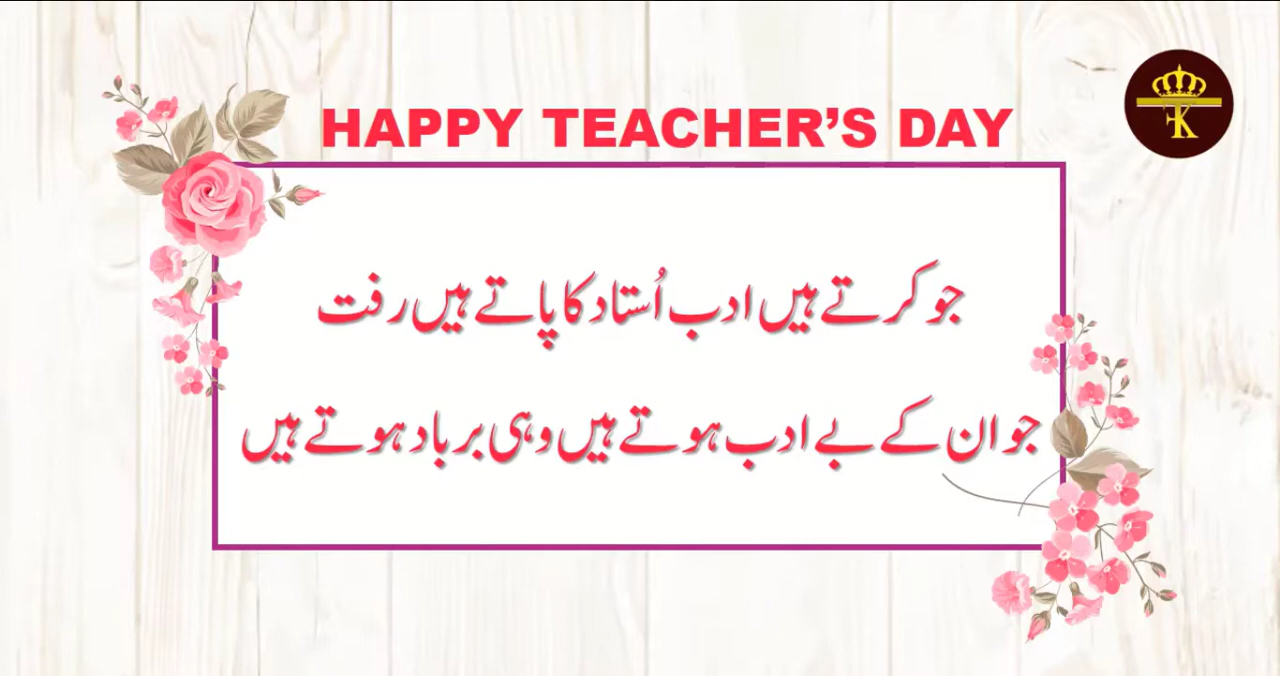 HAPPY TEACHER'S DAY
جو کرتے ہیں ادب اُستاد کا پاتے ہیں رفت
جو ان کے بے ادب ہوتے ہیں وہی برباد ہوتے ہیں
FK